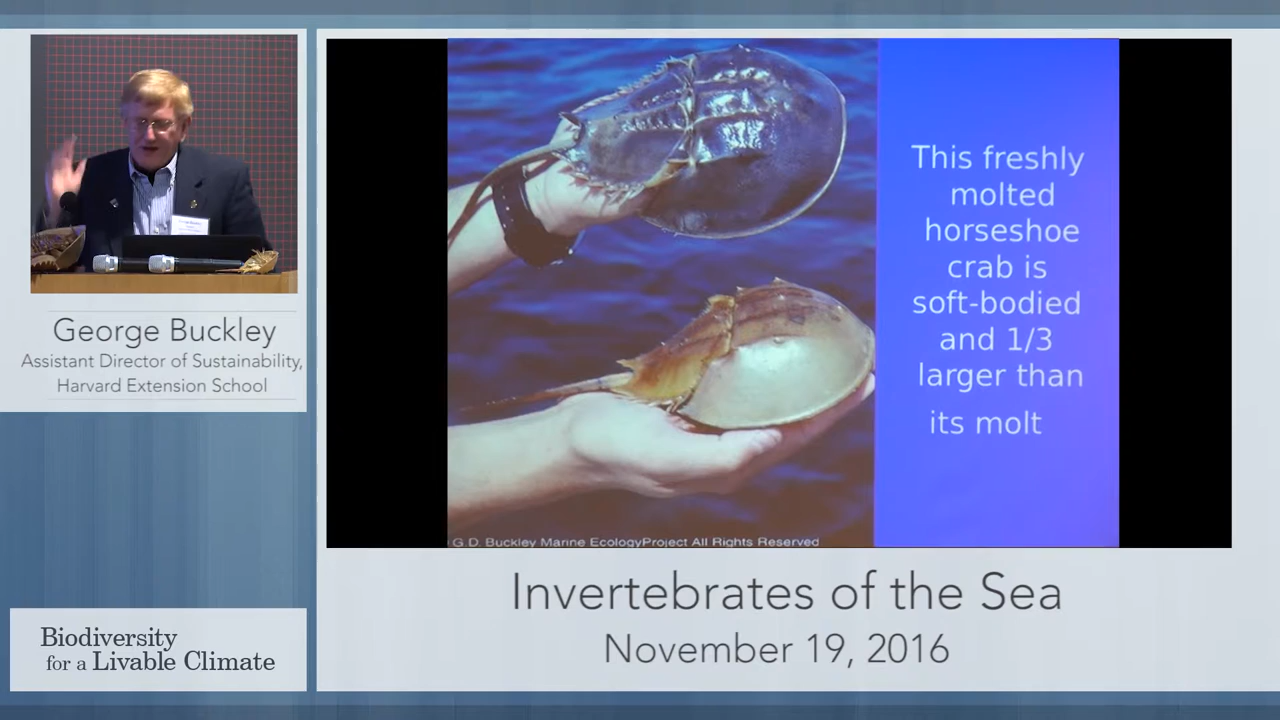 George Buckley
Assistant Director of Sustainability,
Harvard Extension School
Biodiversity
for a Livable Climate
This freshly
molted
horseshoe
crab is
soft-bodied
and 1/3
larger than
its molt
G.D. Buckley Marine EcologyProject All Rights Reserved
Invertebrates of the Sea
November 19, 2016